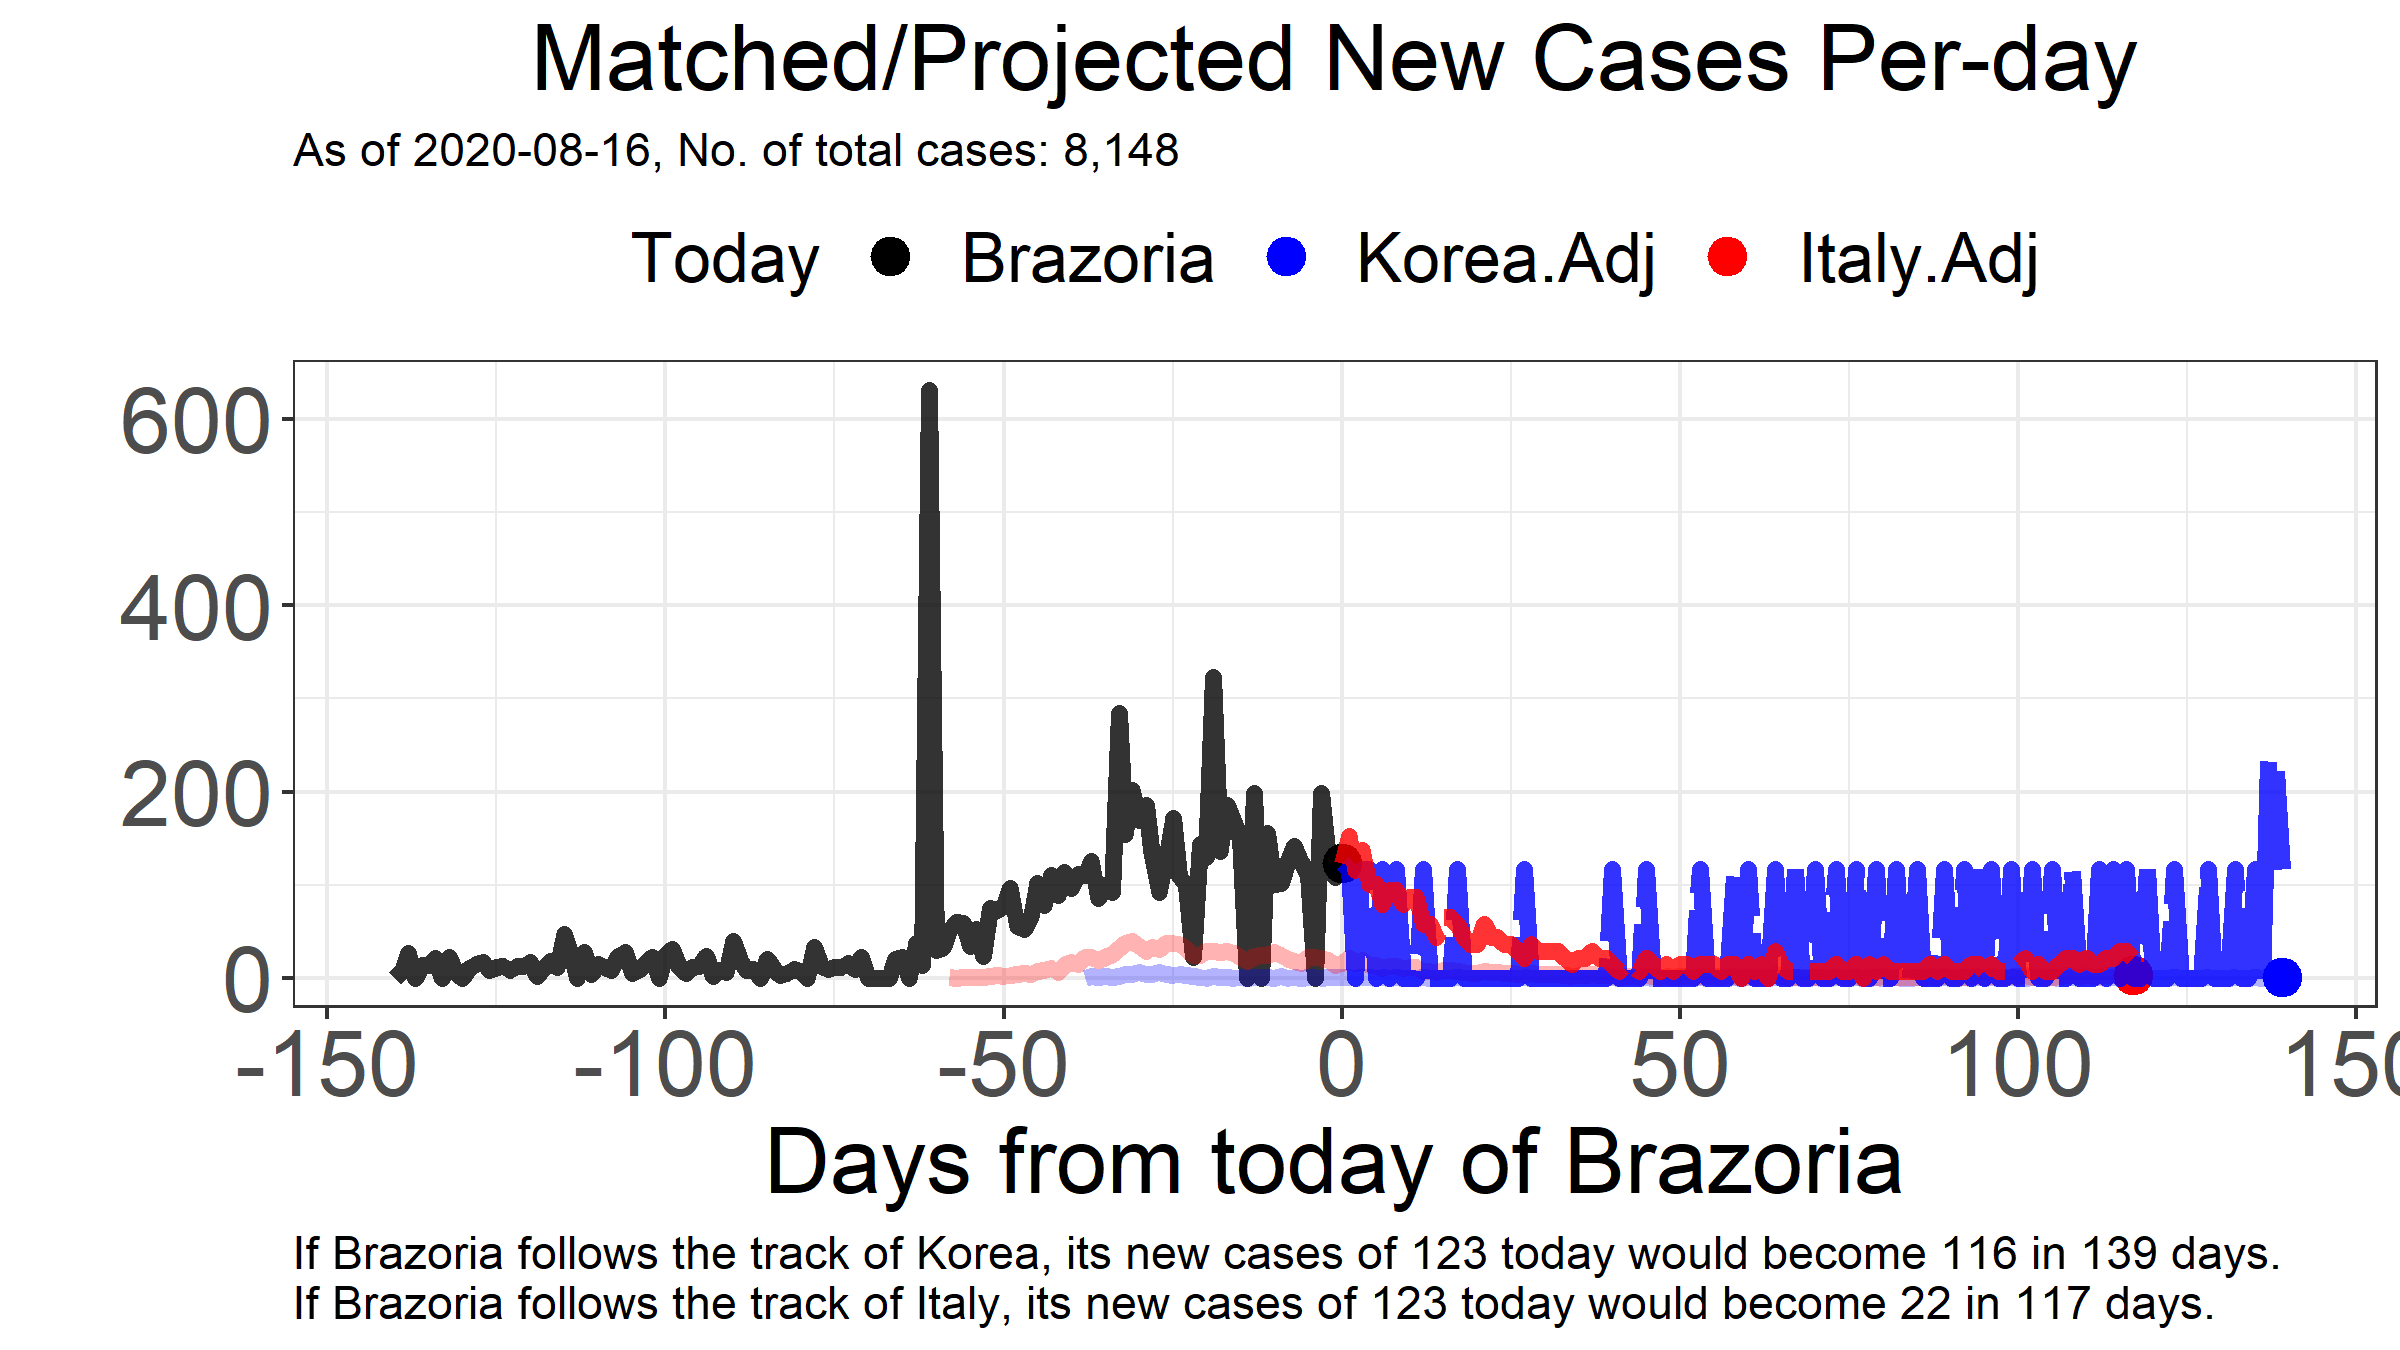 Matched/Projected New Cases Per-day
As of 2020-08-16, No. of total cases: 8,148
Today Brazoria Korea.Adj Italy.Adj
600
400
200
0
-150 -100 -50 0 50 100 150
Days from today of Brazoria
If Brazoria follows the track of Korea, its new cases of 123 today would become 116 in 139 days.
If Brazoria follows the track of Italy, its new cases of 123 today would become 22 in 117 days.